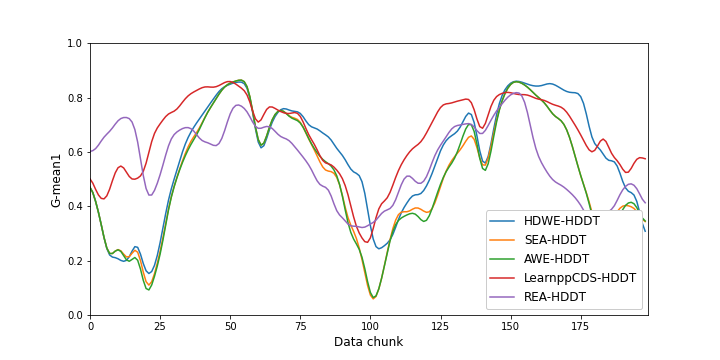 1.0
0.8
0.6
0.4
0.2
0.0
G-mean1
0
25
50
75
100
125
150
175
Data chunk
HDWE-HDDT
SEA-HDDT
AWE-HDDT
LearnppCDS-HDDT
REA-HDDT